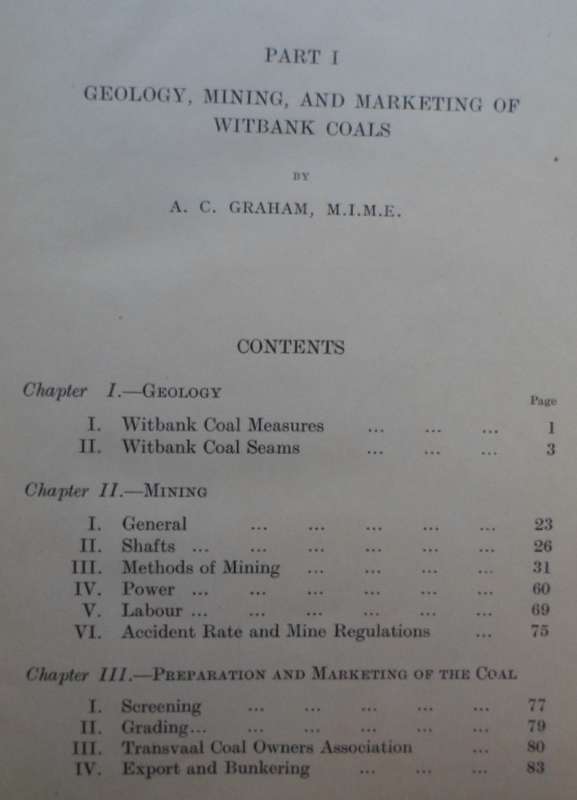 PART I
GEOLOGY, MINING, AND MARKETING OF
WITBANK COALS
BY
A. C. GRAHAM, M.I.M.E.
CONTENTS
Chapter I.—GEOLOGY
Page
I. Witbank Coal Measures ... ... ... 1
II. Witbank Coal Seams ... ... ... 3
Chapter II.—MINING
I. General ... ... ... ... ... 23
II. Shafts ... ... ... ... ... ... 26
III. Methods of Mining ... ... ... ... 31
IV. Power ... ... ... ... ... ... 60
V. Labour ... ... ... ... ... ... 69
VI. Accident Rate and Mine Regulations ... 75
Chapter III.—PREPARATION AND MARKETING OF THE COAL
I. Screening ... ... ... ... ... 77
II. Grading... ... ... ... ... ... 79
III. Transvaal Coal Owners Association ... 80
IV. Export and Bunkering ... ... ... 83